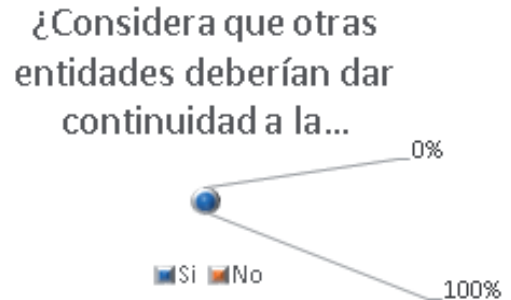 ¿Considera que otras
entidades deberían dar
continuidad a la...
0%
Si No
100%